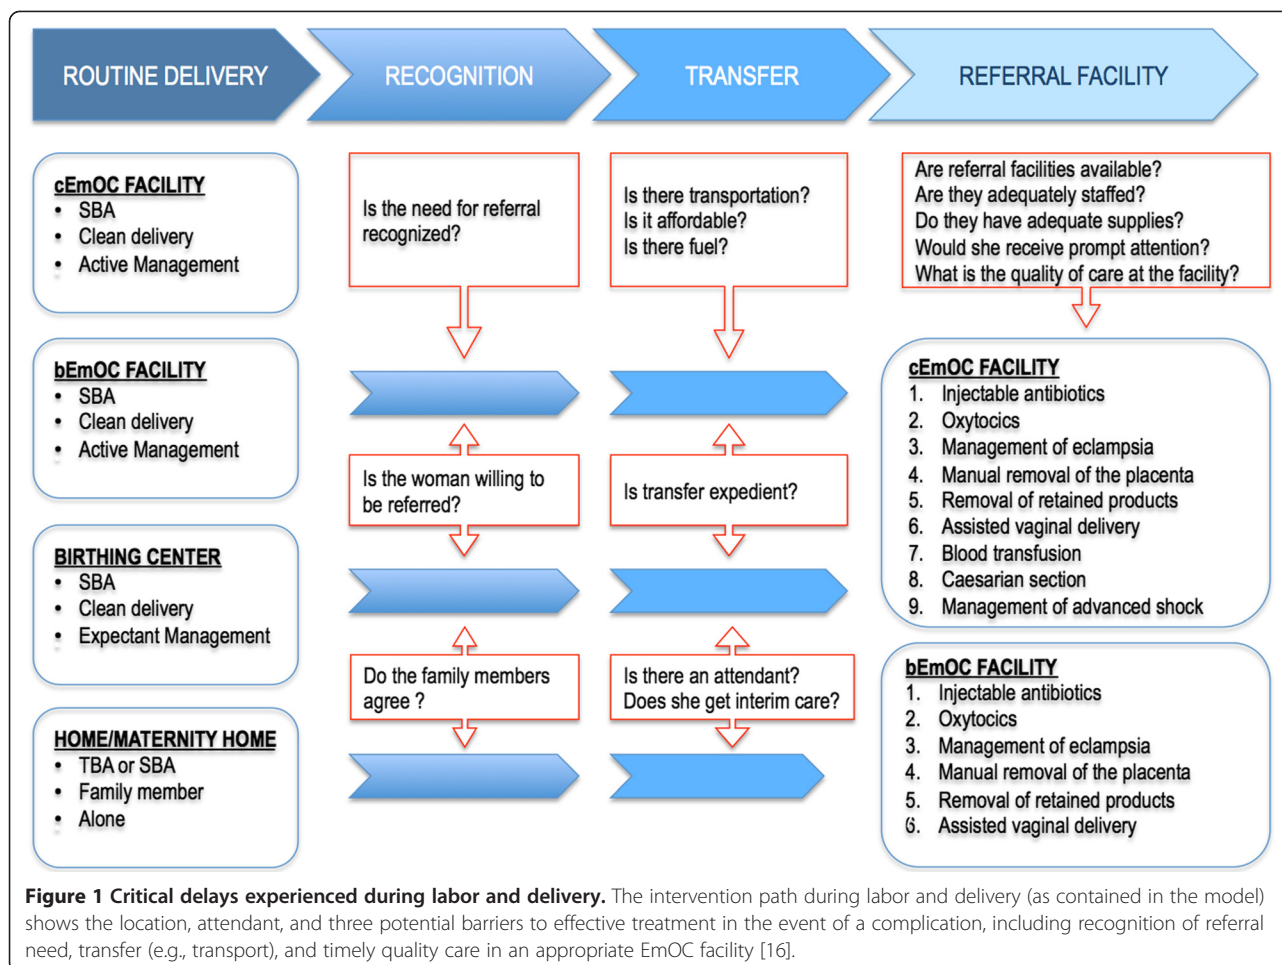 ROUTINE DELIVERY
RECOGNITION
TRANSFER
REFERRAL FACILITY
cEmOC FACILITY
• SBA
• Clean delivery
• Active Management
bEmOC FACILITY
• SBA
• Clean delivery
• Active Management
BIRTHING CENTER
• SBA
• Clean delivery
• Expectant Management
HOME/MATERNITY HOME
• TBA or SBA
• Family member
• Alone
Is the need for referral
recognized?
Is the woman willing to
be referred?
Do the family members
agree ?
Is there transportation?
Is it affordable?
Is there fuel?
Is transfer expedient?
Is there an attendant?
Does she get interim care?
Are referral facilities available?
Are they adequately staffed?
Do they have adequate supplies?
Would she receive prompt attention?
What is the quality of care at the facility?
cEmOC FACILITY
1. Injectable antibiotics
2. Oxytocics
3. Management of eclampsia
4. Manual removal of the placenta
5. Removal of retained products
6. Assisted vaginal delivery
7. Blood transfusion
8. Caesarian section
9. Management of advanced shock
bEmOC FACILITY
1. Injectable antibiotics
2. Oxytocics
3. Management of eclampsia
4. Manual removal of the placenta
5. Removal of retained products
6. Assisted vaginal delivery
Figure 1 Critical delays experienced during labor and delivery. The intervention path during labor and delivery (as contained in the model)
shows the location, attendant, and three potential barriers to effective treatment in the event of a complication, including recognition of referral
need, transfer (e.g., transport), and timely quality care in an appropriate EmOC facility [16].